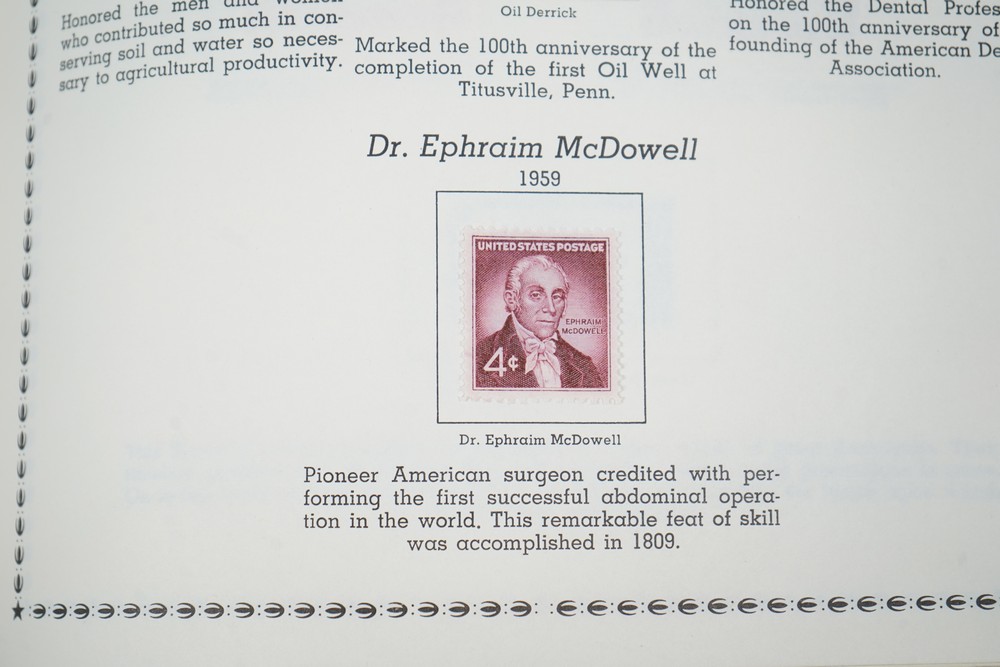 Honored the men and women
who contributed so much in con-
serving soil and water so neces-
sary to agricultural productivity.
Oil Derrick
Marked the 100th anniversary of the
completion of the first Oil Well at
Titusville, Penn.
Honored the Dental Profes
on the 100th anniversary of
founding of the American De
Association.
Dr. Ephraim McDowell
1959
UNITED STATES POSTAGE
EPHRAIM
McDOWELL
4¢
Dr. Ephraim McDowell
Pioneer American surgeon credited with per-
forming the first successful abdominal opera-
tion in the world. This remarkable feat of skill
was accomplished in 1809.